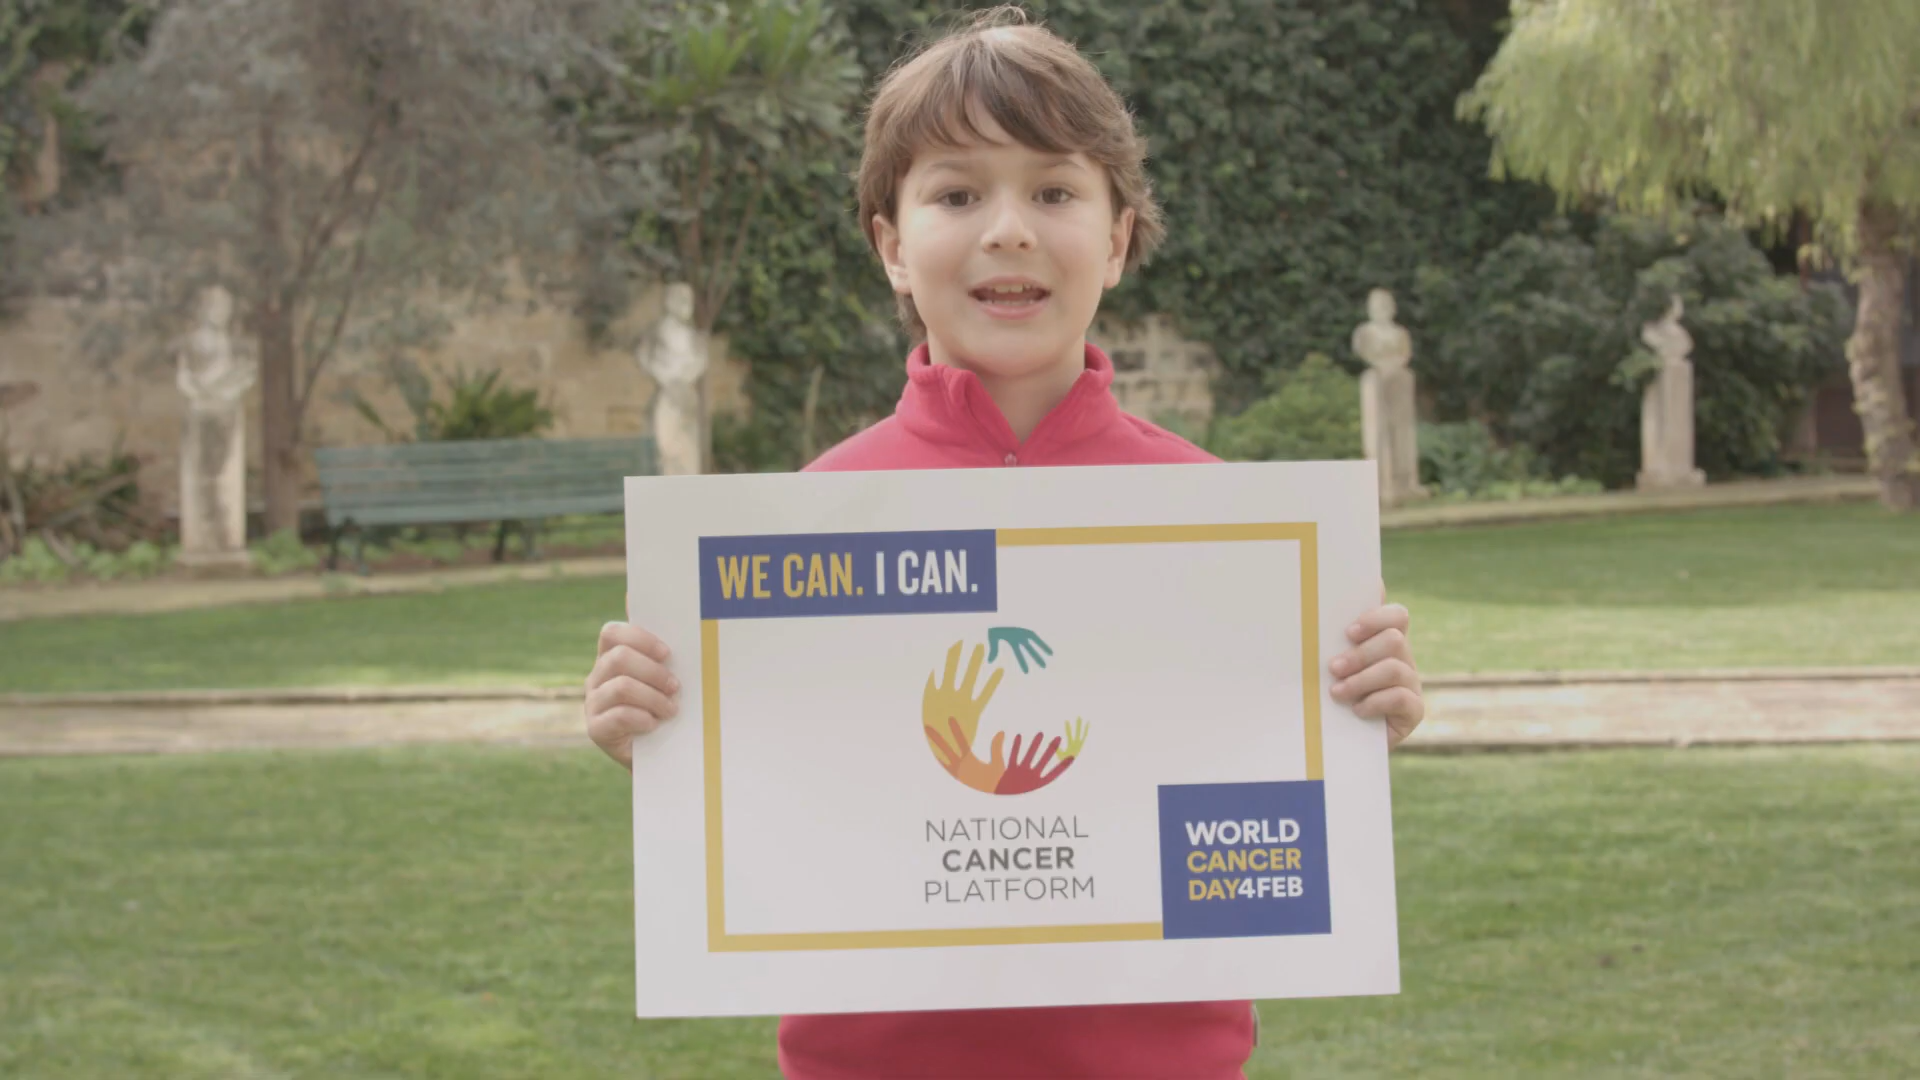 WE CAN. I CAN.
NATIONAL
CANCER
PLATFORM
WORLD
CANCER
DAY4FEB